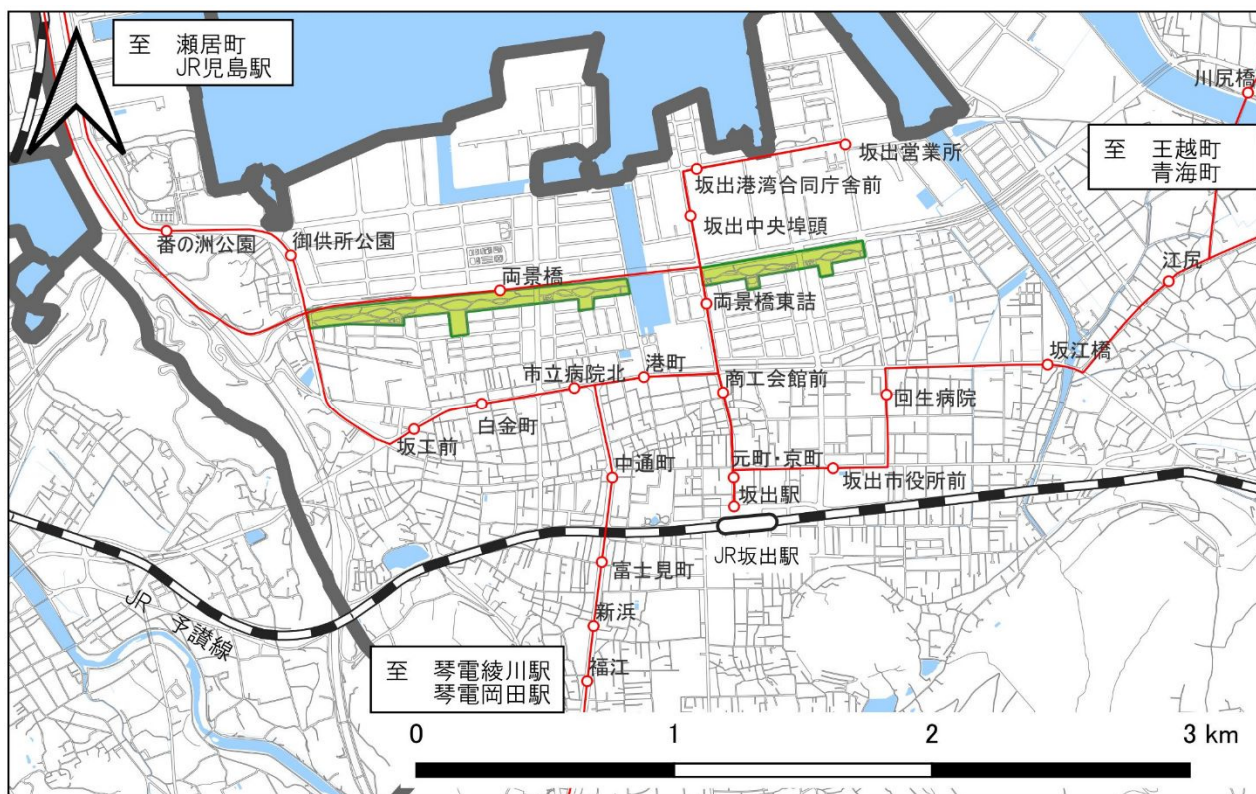 至 瀬居町
JR児島駅
川尻橋
至 王越町
青海町
坂出営業所
坂出港湾合同庁舎前
坂出中央埠頭
番の洲公園
御供所公園
両景橋
江尻
両景橋東詰
坂江橋
港町
市立病院北
商工会館前
回生病院
白金町
坂工前
中通町
元町・京町
坂出市役所前
坂出駅
JR坂出駅
富士見町
JR 予讃線
新浜
福江
至 琴電綾川駅
琴電岡田駅
0 1 2 3 km